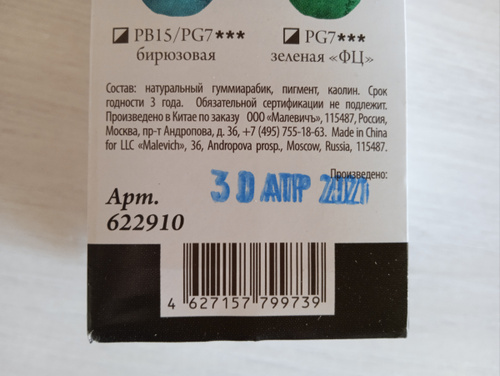 PB15/PG7*** PG7***
бирюзовая зеленая «ФЦ»
Состав: натуральный гуммиарабик, пигмент, каолин. Срок
годности 3 года. Обязательной сертификации не подлежит.
Произведено в Китае по заказу ООО «Малевичъ», 115487, Россия,
Москва, пр-т Андропова, д. 36, +7 (495) 755-18-63. Made in China
for LLC «Malevich», 36, Andropova prosp., Moscow, Russia, 115487.
Произведено:
30 АПР
Арт.
622910
4 627157 799739